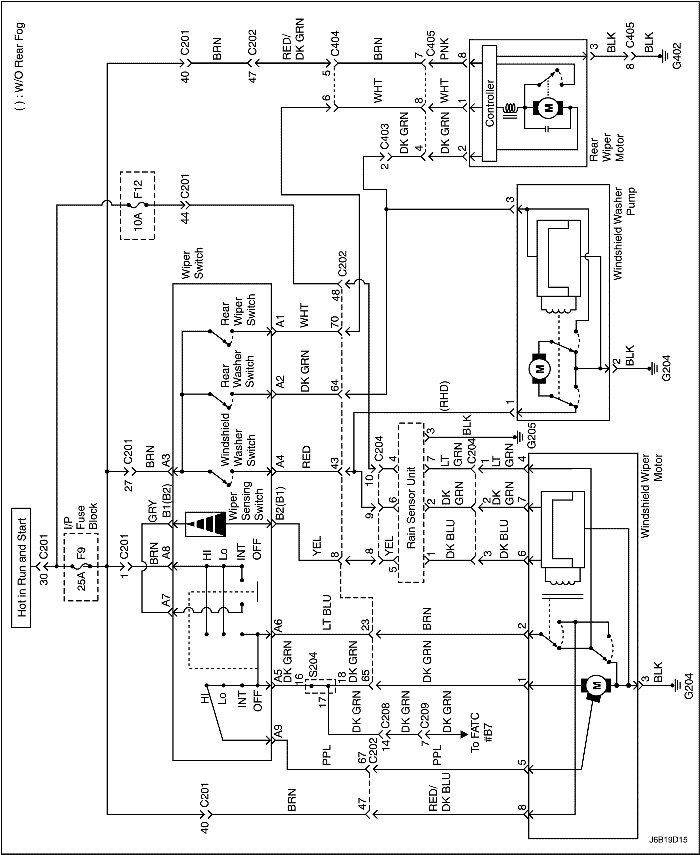 ( ) : W/O Rear Fog
Hot in Run and Start
30
C201
I/P
Fuse
Block
F9
25A
F12
10A
44
C201
40
C201
BRN
47
C202
RED/
DK GRN
5
C404
BRN
7
C405
PNK
8
6
WHT
8
WHT
1
2
C403
DK GRN
4
DK GRN
2
Controller
M
Rear
Wiper
Motor
3
BLK
8
C405
BLK
G402
1
C201
BRN
27
C201
BRN
GRY
A7
A8
B1(B2)
A3
Wiper
Switch
HI
Lo
INT
OFF
HI
Lo
INT
OFF
Wiper
Sensing
Switch
Windshield
Washer
Switch
Rear
Washer
Switch
Rear
Wiper
Switch
A9
A5
A6
B2(B1)
A4
A2
A1
DK GRN
LT BLU
YEL
RED
DK GRN
WHT
8
43
64
70
48
C202
16
S204
17
18
DK GRN
65
23
PPL
67
C202
PPL
5
DK GRN
14
C208
DK GRN
7
C209
DK GRN
To FATC
#B7
DK GRN
1
BRN
2
40
C201
BRN
47
RED/
DK BLU
8
C204
10
4
9
6
8
5
YEL
Rain Sensor Unit
3
BLK
G205
1
DK BLU
3
DK BLU
6
2
DK
GRN
2
DK
GRN
7
7
LT
GRN
C204
1
LT
GRN
4
(RHD)
1
3
M
Windshield Washer
Pump
2
BLK
G204
M
Windshield Wiper
Motor
3
BLK
G204
J6B19D15